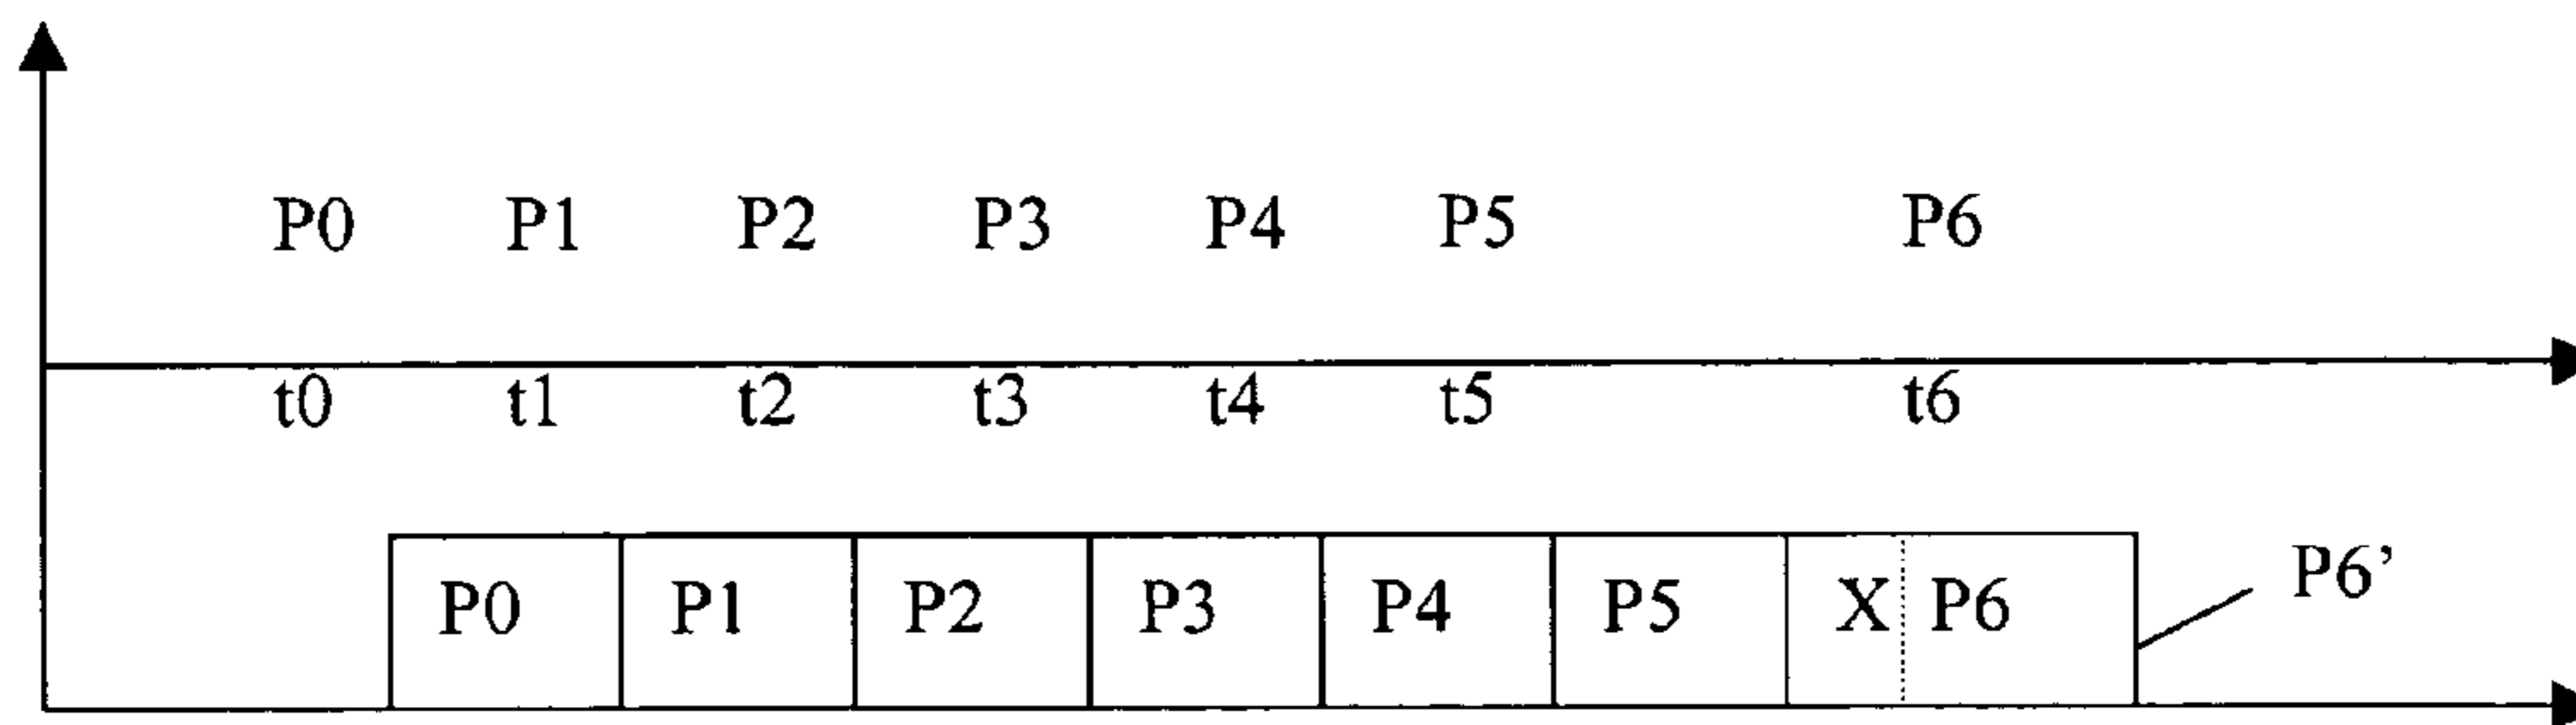 P0 P1 P2 P3 P4 P5 P6
t0 t1 t2 t3 t4 t5 t6
P0 P1 P2 P3 P4 P5 X P6 P6’